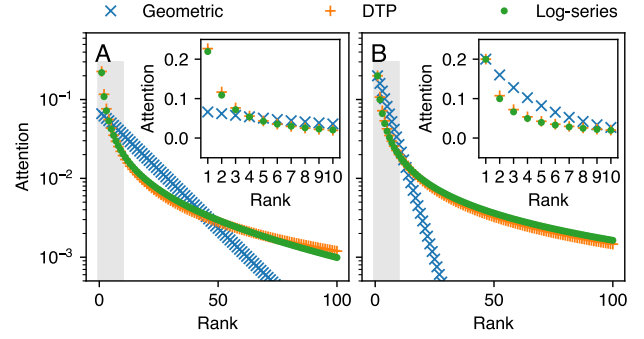 Geometric DTP Log-series
A B
Attention
10⁻¹
10⁻²
10⁻³
0 50 100
Rank
Attention
0.2
0.1
0.0
1 2 3 4 5 6 7 8 9 10
Rank
0 50 100
Rank
Attention
0.2
0.1
0.0
1 2 3 4 5 6 7 8 9 10
Rank